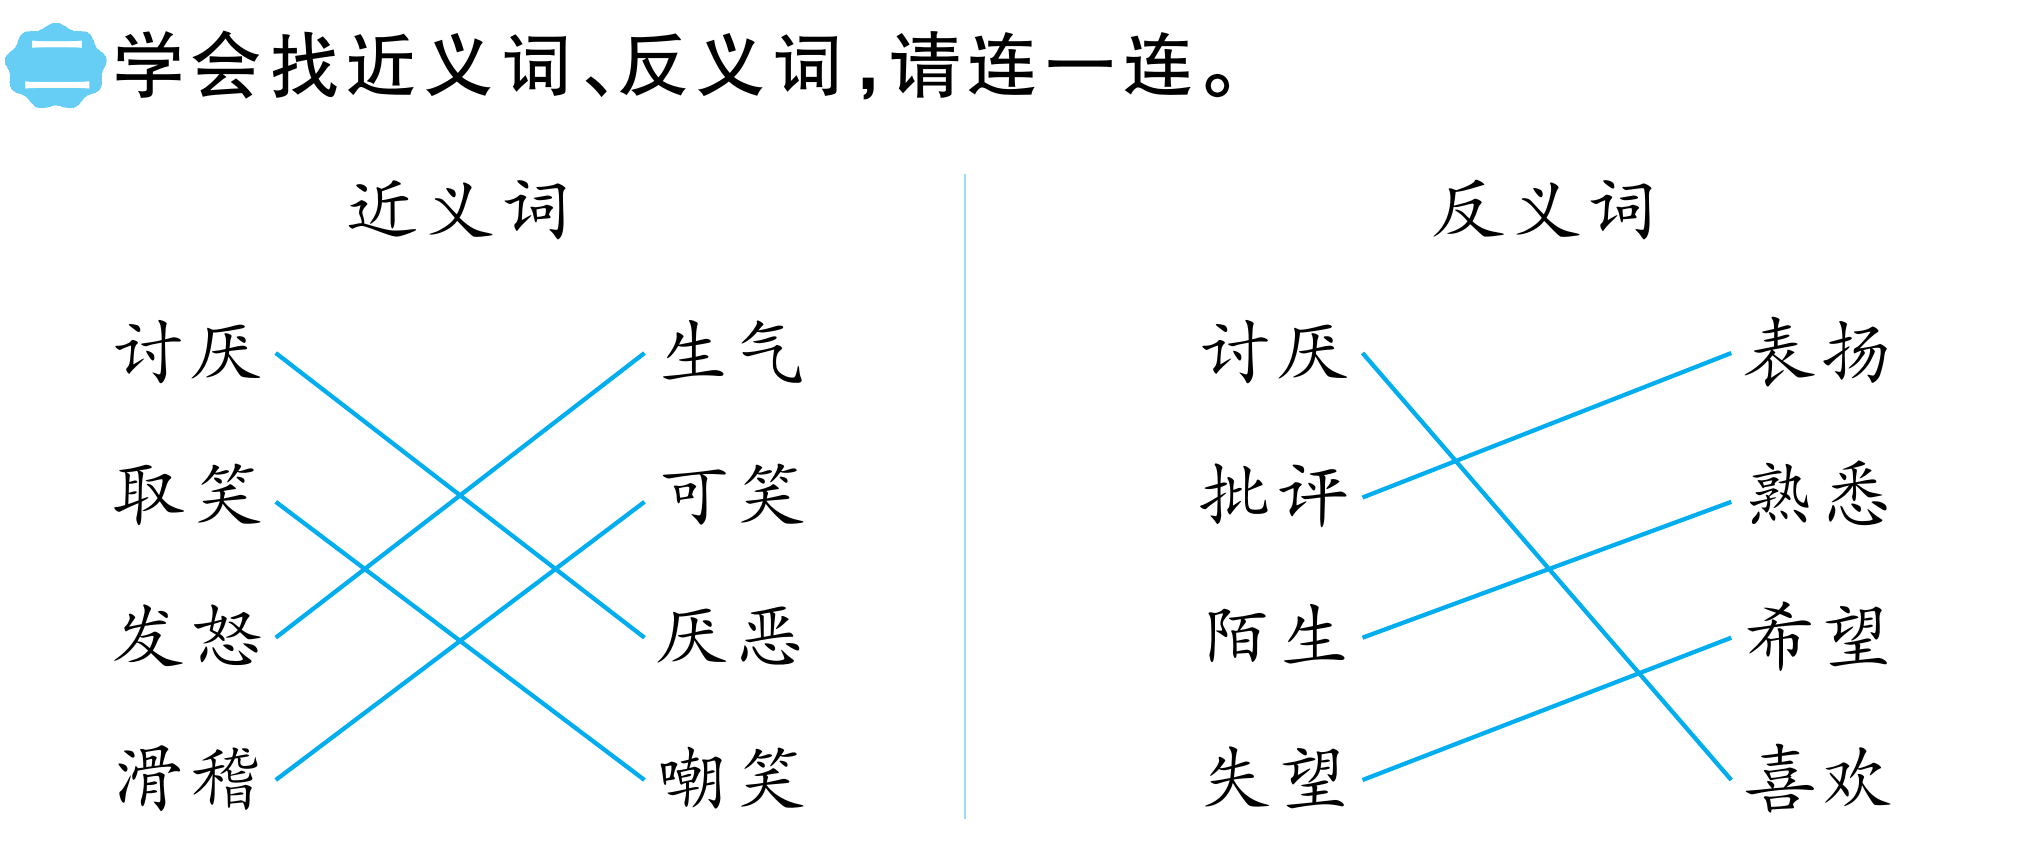 二 学会找近义词、反义词,请连一连。
近义词 反义词
讨厌 生气 讨厌 表扬
取笑 可笑 批评 熟悉
发怒 厌恶 陌生 希望
滑稽 嘲笑 失望 喜欢